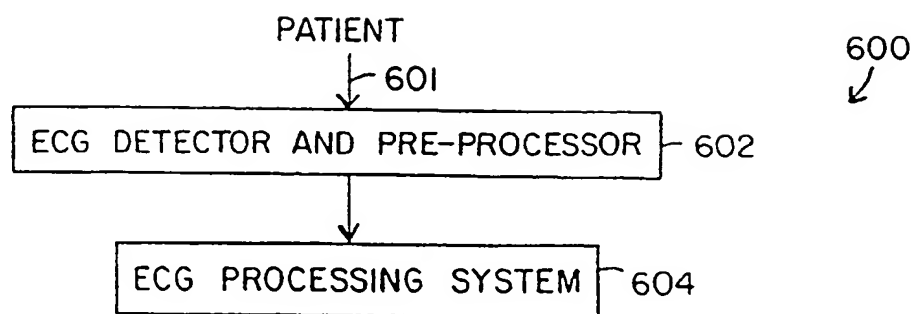 PATIENT
600
601
ECG DETECTOR AND PRE-PROCESSOR
602
ECG PROCESSING SYSTEM
604